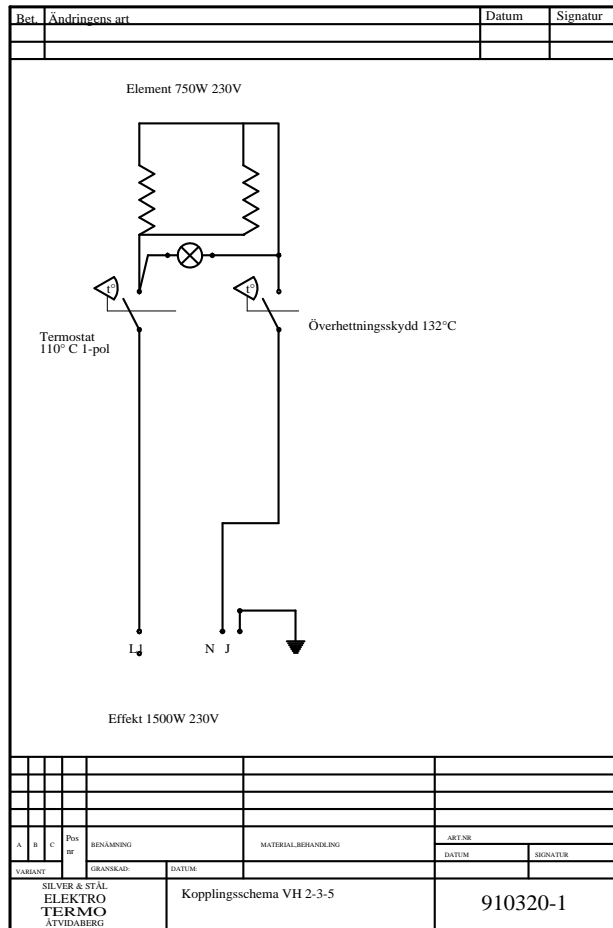 Bet. Ändringens art Datum Signatur
Element 750W 230V
t° t°
Termostat
110° C 1-pol
Överhettningsskydd 132°C
L1 N J
Effekt 1500W 230V
A B C Pos nr BENÄMNING MATERIAL,BEHANDLING ART.NR
DATUM SIGNATUR
VARIANT GRANSKAD: DATUM:
SILVER & STÅL
ELEKTRO
TERMO
ÅTVIDABERG
Kopplingsschema VH 2-3-5
910320-1